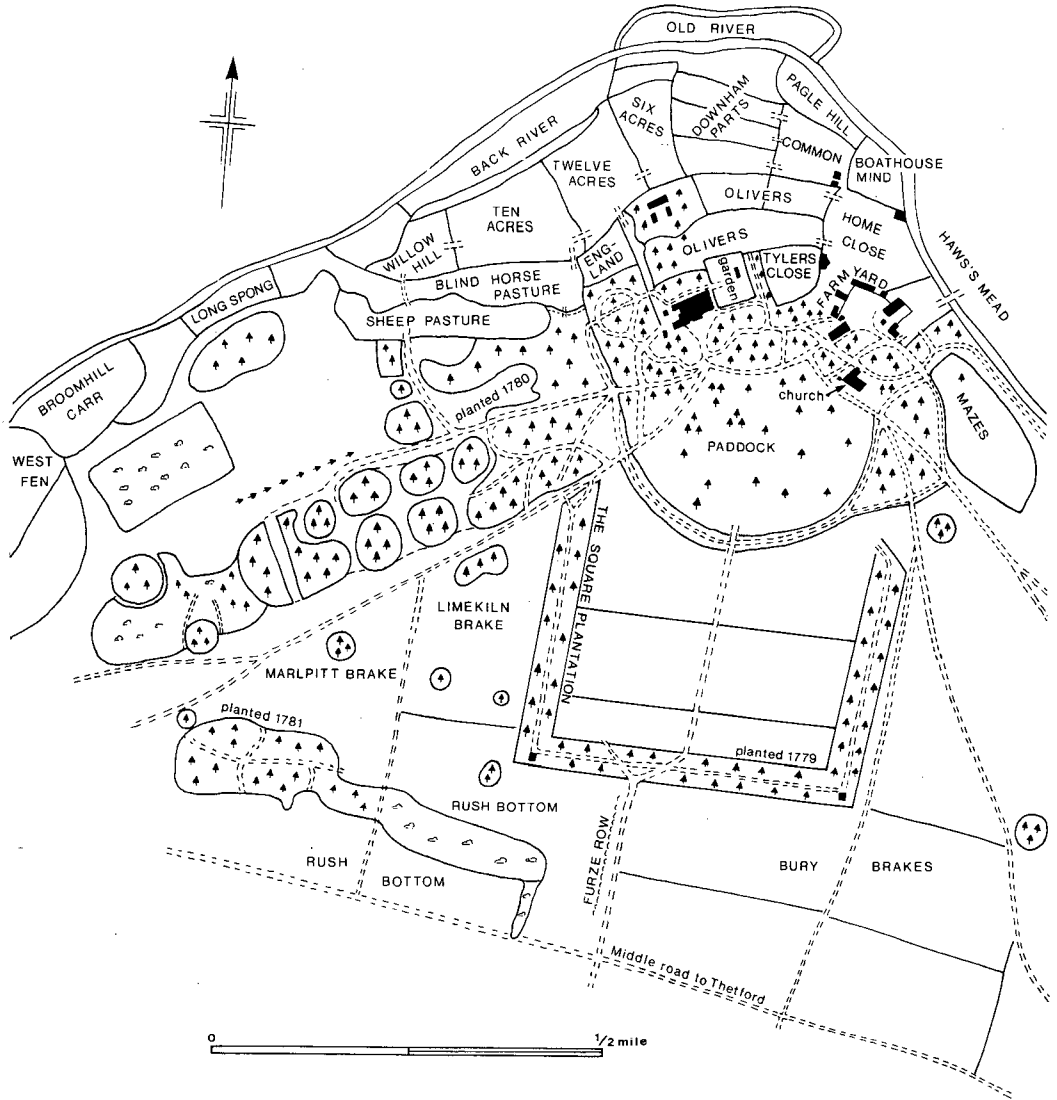 OLD RIVER
PAGLE HILL
DOWNHAM
PARTS
SIX
ACRES
BACK RIVER
COMMON
BOATHOUSE
MIND
TWELVE
ACRES
OLIVERS
TEN
ACRES
HOME
CLOSE
WILLOW
HILL
ENG-
LAND
OLIVERS
garden
TYLERS
CLOSE
HAWS'S MEAD
BLIND HORSE
PASTURE
FARM YARD
LONG SPONG
SHEEP PASTURE
BROOMHILL
CARR
planted 1780
church
MAZES
PADDOCK
WEST
FEN
THE SQUARE PLANTATION
LIMEKILN
BRAKE
MARLPITT BRAKE
planted 1781
planted 1779
RUSH BOTTOM
RUSH
BOTTOM
FURZE ROW
BURY BRAKES
Middle road to Thetford
0 1/2 mile